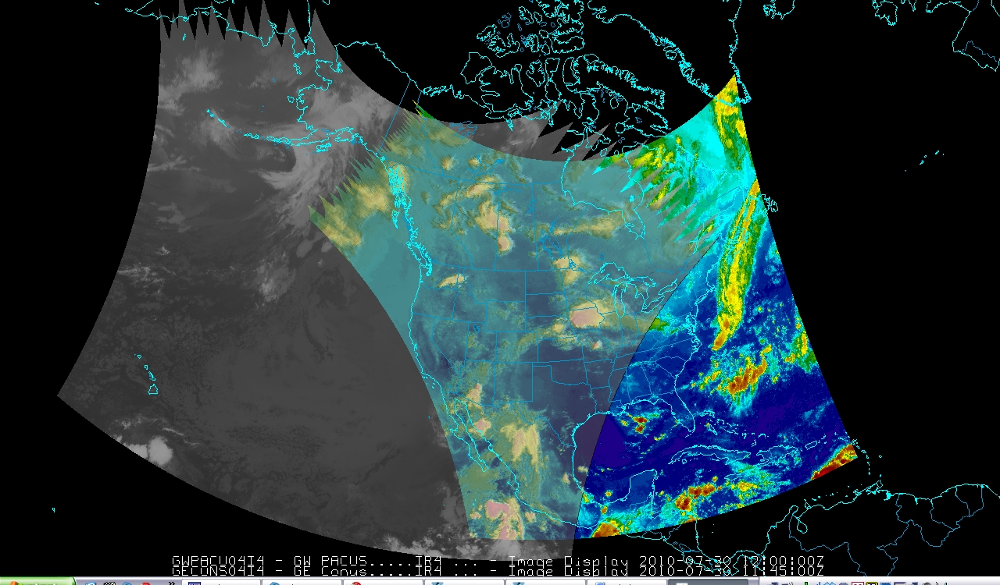 GWPACU04I4 - GW PACUS.....IR4 ... - Image Display 2010-07-30 12:00:00Z
GECONS04I4 - GE Conus.....IR4 ... - Image Display 2010-07-30 11:45:00Z